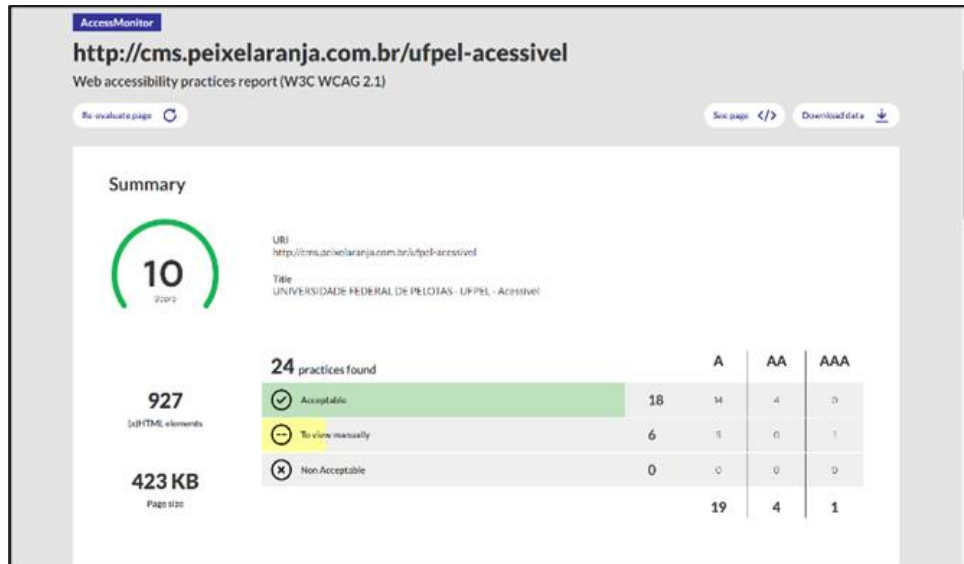 AccessMonitor
http://cms.peixelaranja.com.br/ufpel-acessivel
Web accessibility practices report (W3C WCAG 2.1)
Re-evaluate page
See page </>
Download data
Summary
10
Score
URI
http://cms.peixelaranja.com.br/ufpel-acessivel
Title
UNIVERSIDADE FEDERAL DE PELOTAS - UFPEL - Acessivel
927
(x)HTML elements
423 KB
Page size
24 practices found A AA AAA
Acceptable 18 14 4 0
To view manually 6 5 0 1
Non Acceptable 0 0 0 0
19 4 1